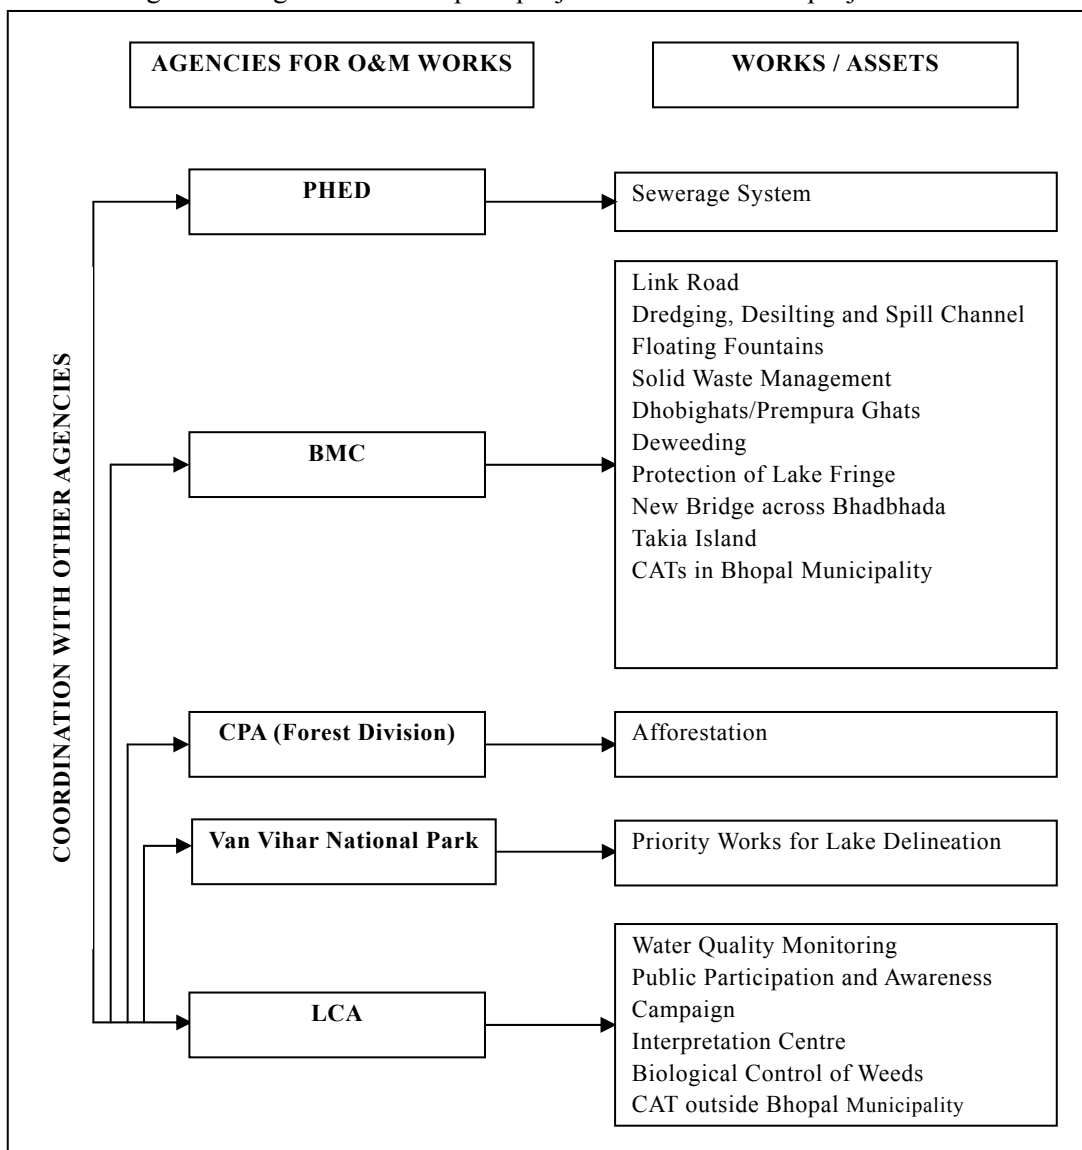 AGENCIES FOR O&M WORKS
WORKS / ASSETS
COORDINATION WITH OTHER AGENCIES
PHED
Sewerage System
BMC
Link Road
Dredging, Desilting and Spill Channel
Floating Fountains
Solid Waste Management
Dhobighats/Prempura Ghats
Deweeding
Protection of Lake Fringe
New Bridge across Bhadbhada
Takia Island
CATs in Bhopal Municipality
CPA (Forest Division)
Afforestation
Van Vihar National Park
Priority Works for Lake Delineation
LCA
Water Quality Monitoring
Public Participation and Awareness
Campaign
Interpretation Centre
Biological Control of Weeds
CAT outside Bhopal Municipality